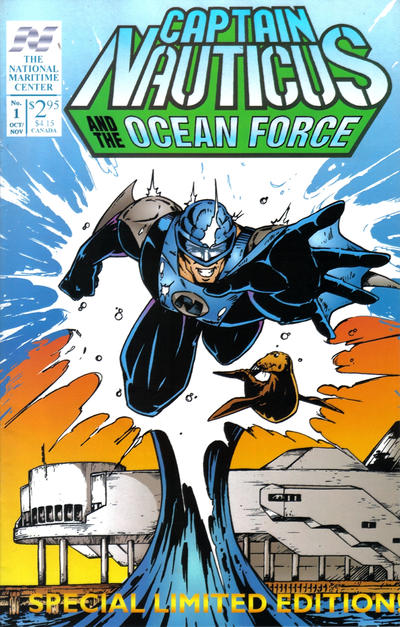 THE
NATIONAL
MARITIME
CENTER
No.
1
OCT/
NOV
$2.95
$4.15
CANADA
CAPTAIN
NAUTICUS
AND THE
OCEAN FORCE
SPECIAL LIMITED EDITION!